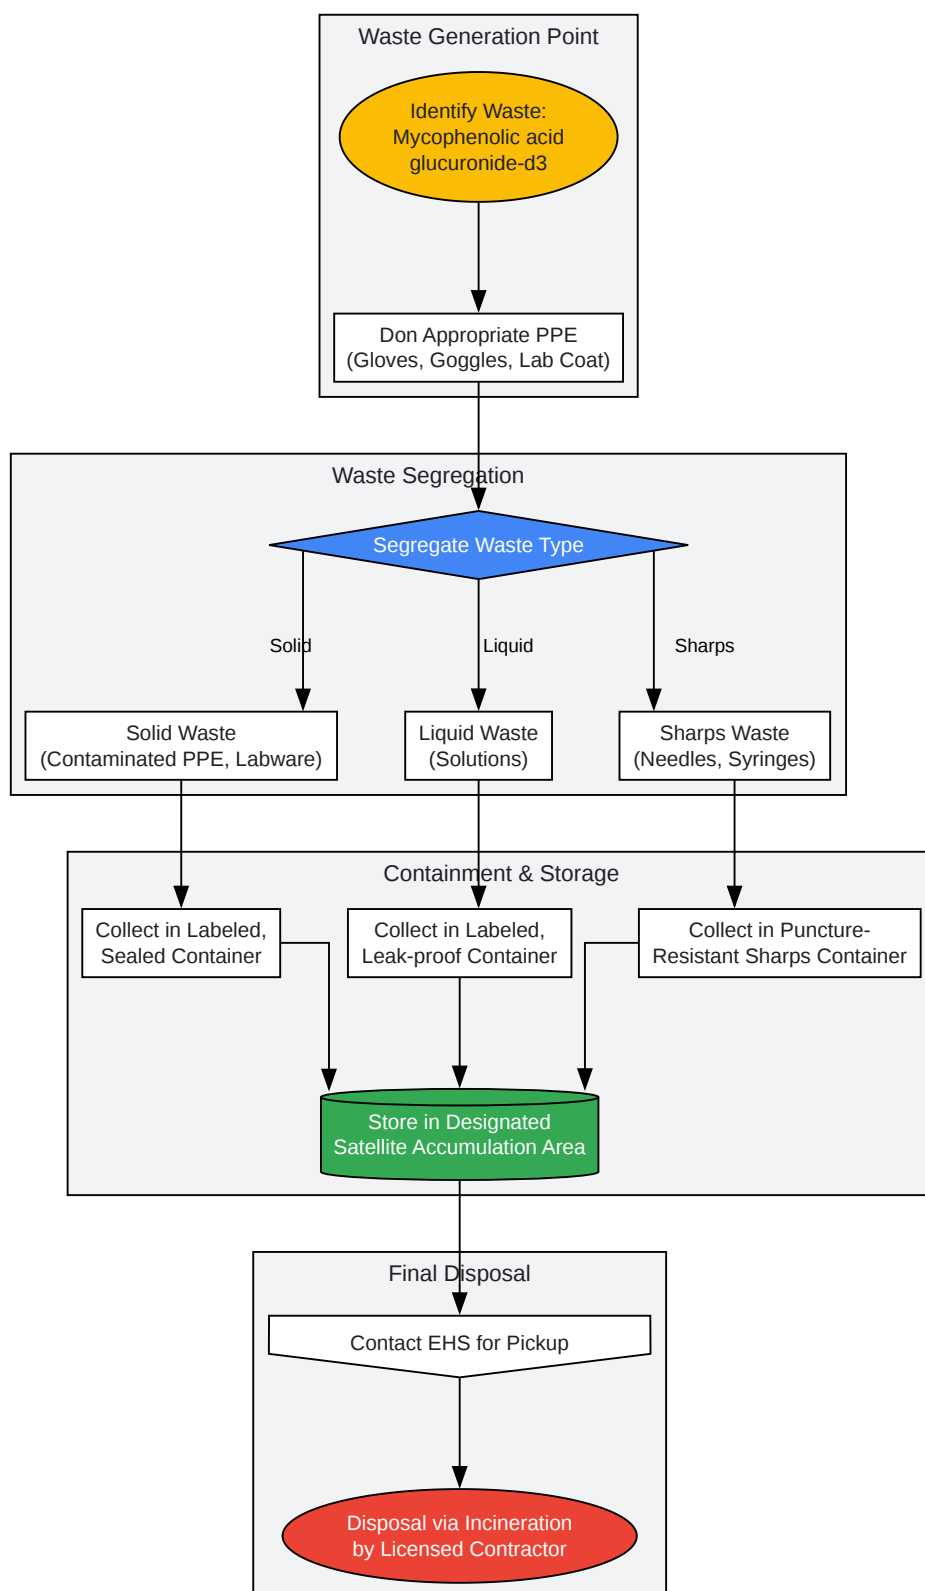 Waste Generation Point
Identify Waste:
Mycophenolic acid
glucuronide-d3
Don Appropriate PPE
(Gloves, Goggles, Lab Coat)
Waste Segregation
Segregate Waste Type
Solid
Liquid
Sharps
Solid Waste
(Contaminated PPE, Labware)
Liquid Waste
(Solutions)
Sharps Waste
(Needles, Syringes)
Containment & Storage
Collect in Labeled,
Sealed Container
Collect in Labeled,
Leak-proof Container
Collect in Puncture-
Resistant Sharps Container
Store in Designated
Satellite Accumulation Area
Final Disposal
Contact EHS for Pickup
Disposal via Incineration
by Licensed Contractor